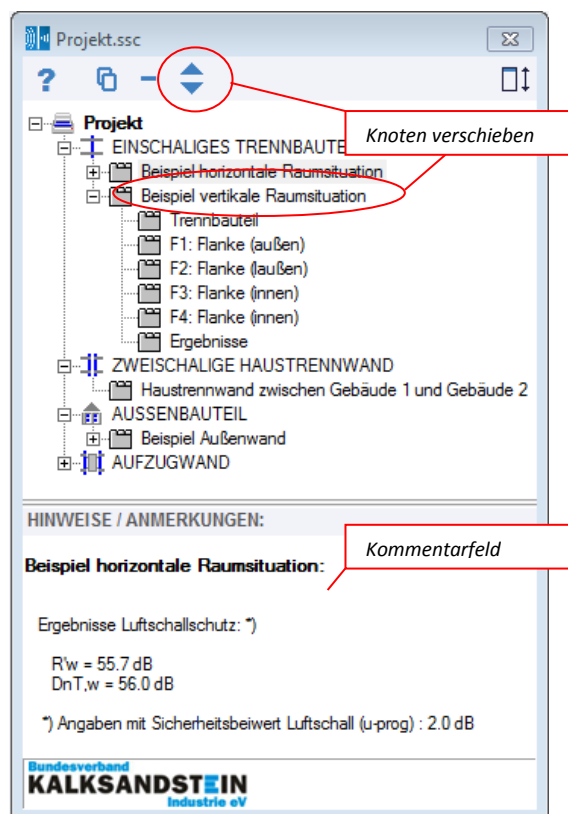 Projekt.ssc
?
Knoten verschieben
Projekt
EINSCHALIGES TRENNBAUTE
Beispiel horizontale Raumsituation
Beispiel vertikale Raumsituation
Trennbauteil
F1: Flanke (außen)
F2: Flanke (laußen)
F3: Flanke (innen)
F4: Flanke (innen)
Ergebnisse
ZWEISCHALIGE HAUSTRENNWAND
Haustrennwand zwischen Gebäude 1 und Gebäude 2
AUSSENBAUTEIL
Beispiel Außenwand
AUFZUGWAND
HINWEISE / ANMERKUNGEN:
Kommentarfeld
Beispiel horizontale Raumsituation:
Ergebnisse Luftschallschutz: *)
R'w = 55.7 dB
DnT,w = 56.0 dB
*) Angaben mit Sicherheitsbeiwert Luftschall (u-prog) : 2.0 dB
Bundesverband
KALKSANDSTEIN
Industrie eV